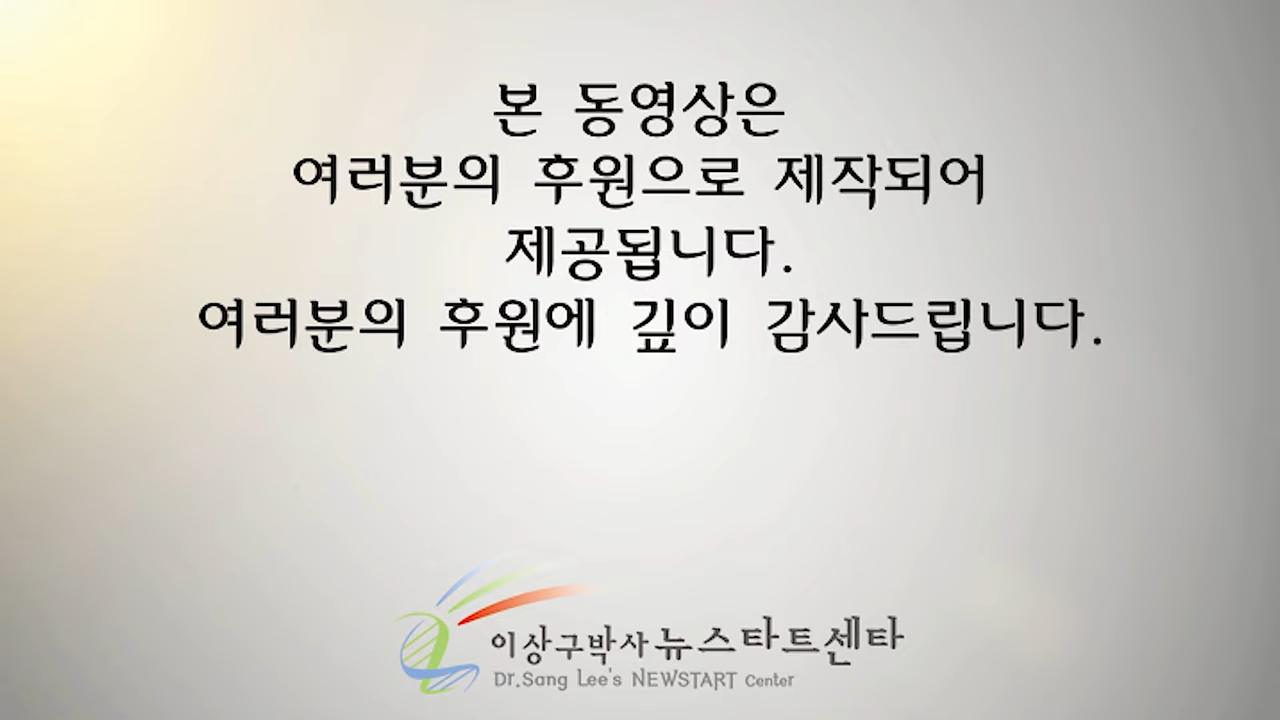 본 동영상은
여러분의 후원으로 제작되어
제공됩니다.
여러분의 후원에 깊이 감사드립니다.
이상구박사 뉴스타트센타
Dr.Sang Lee's NEWSTART Center